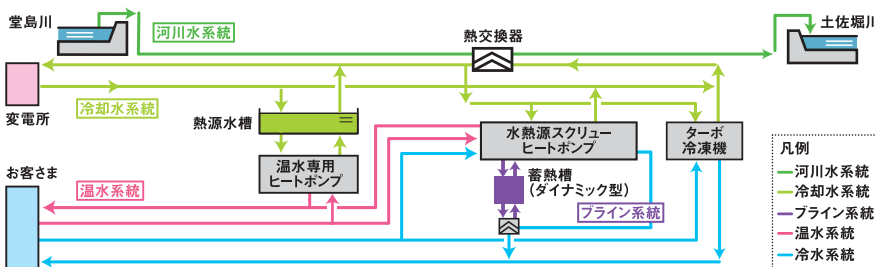 堂島川
河川水系統
熱交換器
土佐堀川
変電所
冷却水系統
熱源水槽
水熱源スクリュー
ヒートポンプ
ターボ
冷凍機
温水専用
ヒートポンプ
蓄熱槽
(ダイナミック型)
ブライン系統
お客さま
温水系統
凡例
河川水系統
冷却水系統
ブライン系統
温水系統
冷水系統